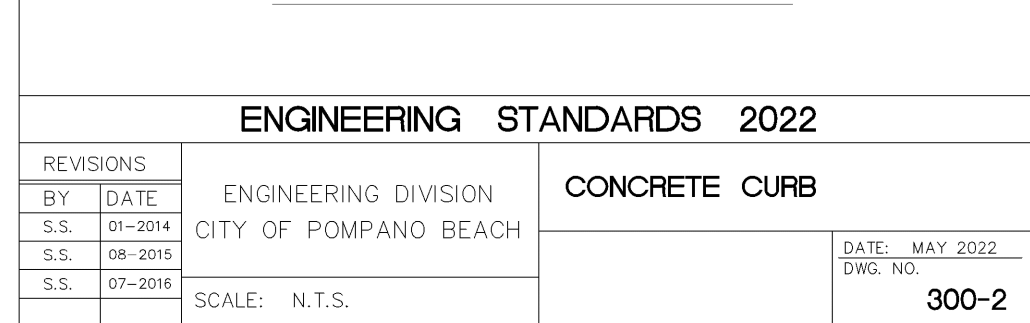 ENGINEERING STANDARDS 2022
REVISIONS
BY DATE
S.S. 01-2014
S.S. 08-2015
S.S. 07-2016
ENGINEERING DIVISION
CITY OF POMPANO BEACH
SCALE: N.T.S.
CONCRETE CURB
DATE: MAY 2022
DWG. NO.
300-2